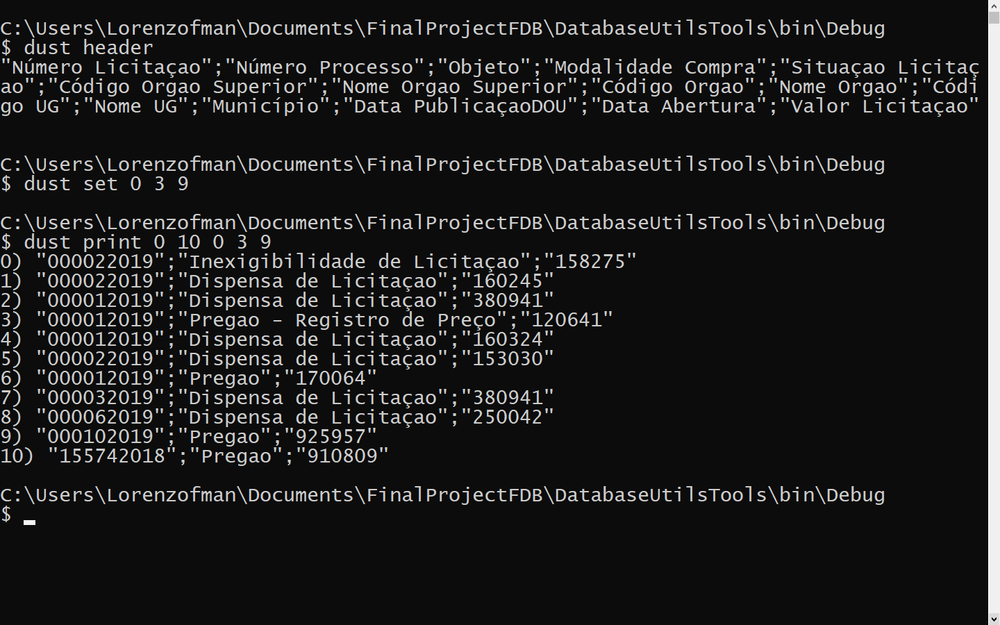 C:\Users\Lorenzofman\Documents\FinalProjectFDB\DatabaseUtilsTools\bin\Debug
$ dust header
"Número Licitaçao";"Número Processo";"Objeto";"Modalidade Compra";"Situaçao Licitaç
ao";"Código Orgao Superior";"Nome Orgao Superior";"Código Orgao";"Nome Orgao";"Códi
go UG";"Nome UG";"Município";"Data PublicaçaoDOU";"Data Abertura";"Valor Licitaçao"
C:\Users\Lorenzofman\Documents\FinalProjectFDB\DatabaseUtilsTools\bin\Debug
$ dust set 0 3 9
C:\Users\Lorenzofman\Documents\FinalProjectFDB\DatabaseUtilsTools\bin\Debug
$ dust print 0 10 0 3 9
0) "000022019";"Inexigibilidade de Licitaçao";"158275"
1) "000022019";"Dispensa de Licitaçao";"160245"
2) "000012019";"Dispensa de Licitaçao";"380941"
3) "000012019";"Pregao - Registro de Preço";"120641"
4) "000012019";"Dispensa de Licitaçao";"160324"
5) "000022019";"Dispensa de Licitaçao";"153030"
6) "000012019";"Pregao";"170064"
7) "000032019";"Dispensa de Licitaçao";"380941"
8) "000062019";"Dispensa de Licitaçao";"250042"
9) "000102019";"Pregao";"925957"
10) "155742018";"Pregao";"910809"
C:\Users\Lorenzofman\Documents\FinalProjectFDB\DatabaseUtilsTools\bin\Debug
$